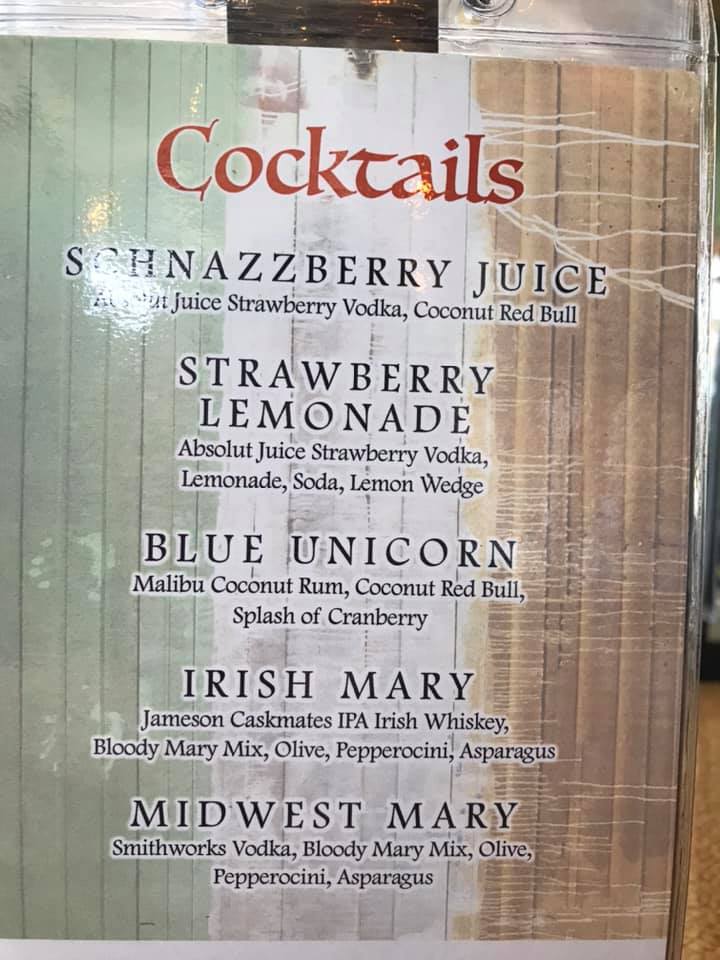 Cocktails
SCHNAZZBERRY JUICE
Absolut Juice Strawberry Vodka, Coconut Red Bull
STRAWBERRY
LEMONADE
Absolut Juice Strawberry Vodka,
Lemonade, Soda, Lemon Wedge
BLUE UNICORN
Malibu Coconut Rum, Coconut Red Bull,
Splash of Cranberry
IRISH MARY
Jameson Caskmates IPA Irish Whiskey,
Bloody Mary Mix, Olive, Pepperocini, Asparagus
MIDWEST MARY
Smithworks Vodka, Bloody Mary Mix, Olive,
Pepperocini, Asparagus